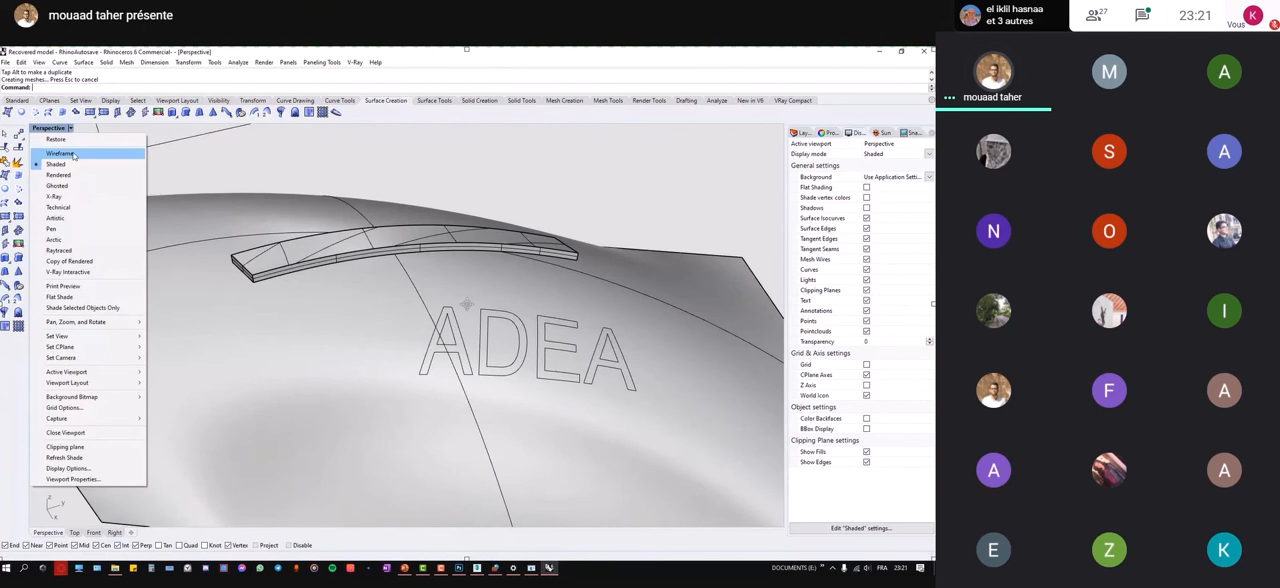 mouaad taher présente
el iklil hasnaa
et 3 autres
27
23:21
K
Vous
Recovered model - RhinoAutosave - Rhinoceros 6 Commercial- - [Perspective]
File Edit View Curve Surface Solid Mesh Dimension Transform Tools Analyze Render Panels Paneling Tools V-Ray Help
Tap Alt to make a duplicate
Creating meshes... Press Esc to cancel
Command:
Standard CPlanes Set View Display Select Viewport Layout Visibility Transform Curve Drawing Curve Tools Surface Creation Surface Tools Solid Creation Solid Tools Mesh Creation Mesh Tools Render Tools Drafting Analyze New in V6 VRay Compact
Perspective
Restore
Wireframe
Shaded
Rendered
Ghosted
X-Ray
Technical
Artistic
Pen
Arctic
Raytraced
Copy of Rendered
V-Ray Interactive
Print Preview
Flat Shade
Shade Selected Objects Only
Pan, Zoom, and Rotate
Set View
Set CPlane
Set Camera
Active Viewport
Viewport Layout
Background Bitmap
Grid Options...
Capture
Close Viewport
Clipping plane
Refresh Shade
Display Options...
Viewport Properties...
ADEA
z
y
x
Lay... Pro... Dis... Sun Sna...
Active viewport Perspective
Display mode Shaded
General settings
Background Use Application Setti...
Flat Shading
Shade vertex colors
Shadows
Surface Isocurves
Surface Edges
Tangent Edges
Tangent Seams
Mesh Wires
Curves
Lights
Clipping Planes
Text
Annotations
Points
Pointclouds
Transparency 0
Grid & Axis settings
Grid
CPlane Axes
Z Axis
World Icon
Object settings
Color Backfaces
BBox Display
Clipping Plane settings
Show Fills
Show Edges
Edit "Shaded" settings...
Perspective Top Front Right
End Near Point Mid Cen Int Perp Tan Quad Knot Vertex Project Disable
DOCUMENTS (E:) FR 23:21
mouaad taher
M
A
S
A
N
O
I
F
A
A
A
E
Z
K